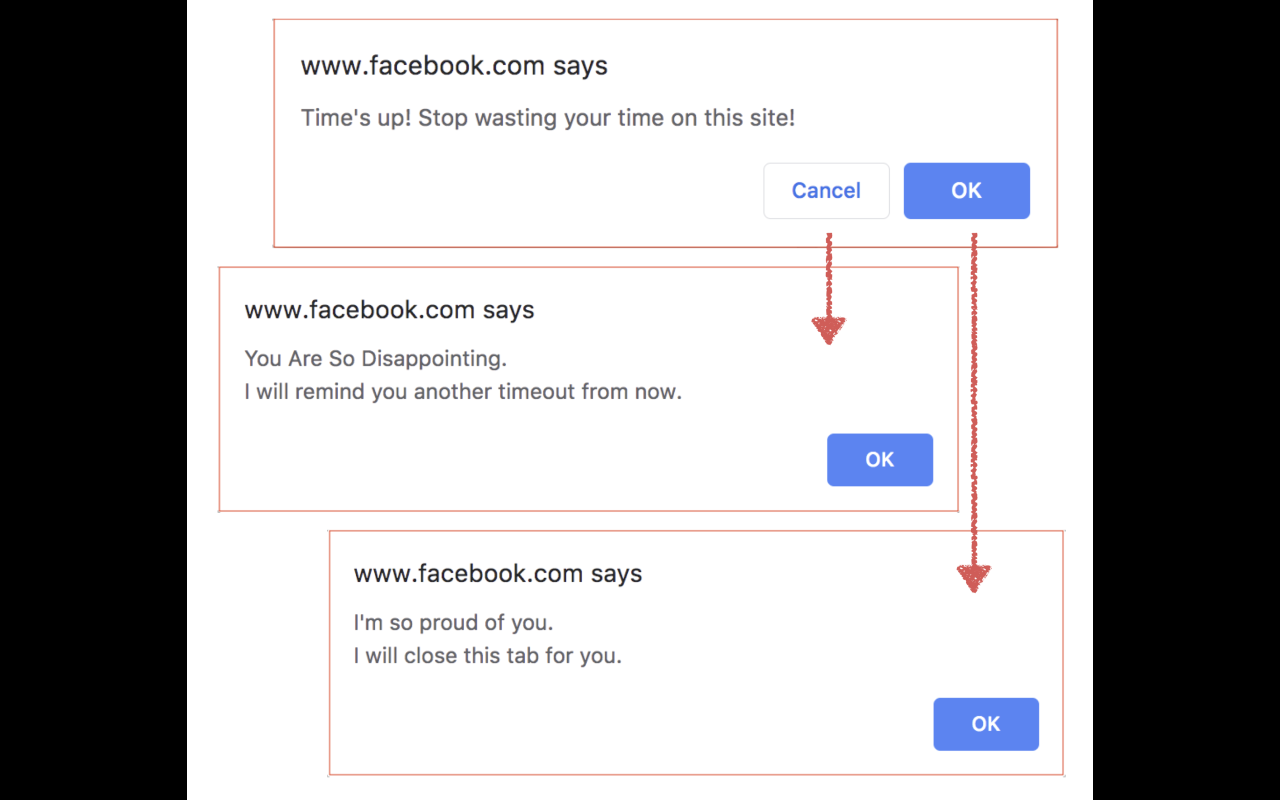 www.facebook.com says
Time's up! Stop wasting your time on this site!
Cancel
OK
www.facebook.com says
You Are So Disappointing.
I will remind you another timeout from now.
OK
www.facebook.com says
I'm so proud of you.
I will close this tab for you.
OK